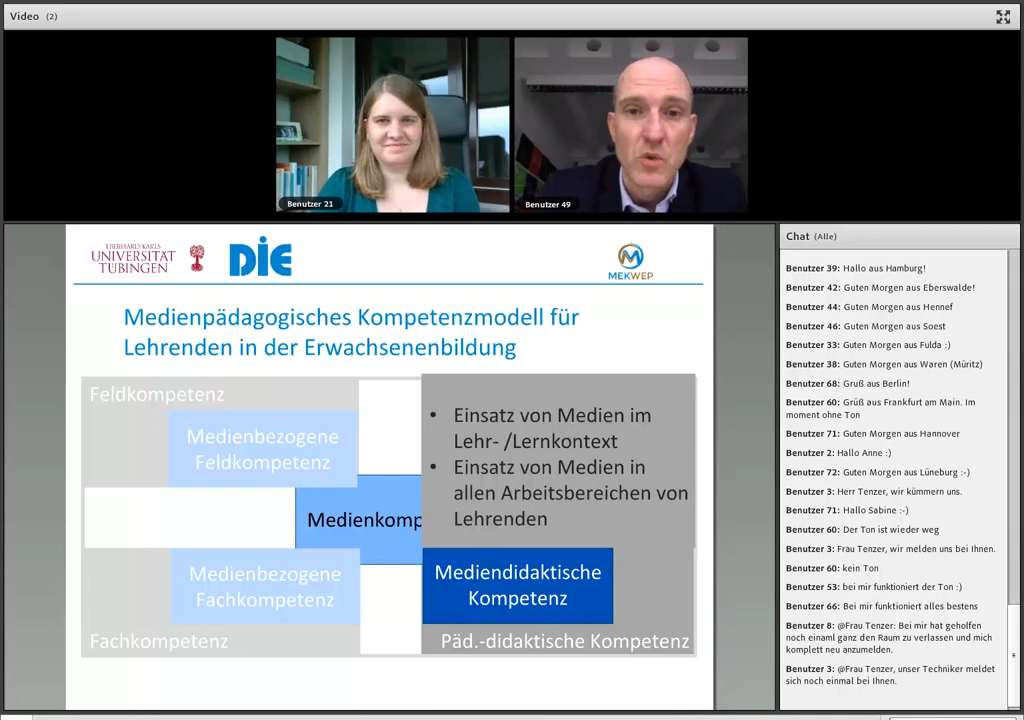 Video (2)
Benutzer 21
Benutzer 49
EBERHARD KARLS
UNIVERSITÄT
TÜBINGEN
DIE
MEKWEP
Medienpädagogisches Kompetenzmodell für
Lehrenden in der Erwachsenenbildung
Feldkompetenz
Medienbezogene
Feldkompetenz
• Einsatz von Medien im
Lehr- /Lernkontext
• Einsatz von Medien in
allen Arbeitsbereichen von
Lehrenden
Medienkomp
Medienbezogene
Fachkompetenz
Mediendidaktische
Kompetenz
Fachkompetenz
Päd.-didaktische Kompetenz
Chat (Alle)
Benutzer 39: Hallo aus Hamburg!
Benutzer 42: Guten Morgen aus Eberswalde!
Benutzer 44: Guten Morgen aus Hennef
Benutzer 46: Guten Morgen aus Soest
Benutzer 33: Guten Morgen aus Fulda :)
Benutzer 38: Guten Morgen aus Waren (Müritz)
Benutzer 68: Gruß aus Berlin!
Benutzer 60: Grüß aus Frankfurt am Main. Im
moment ohne Ton
Benutzer 71: Guten Morgen aus Hannover
Benutzer 2: Hallo Anne :)
Benutzer 72: Guten Morgen aus Lüneburg :-)
Benutzer 3: Herr Tenzer, wir kümmern uns.
Benutzer 71: Hallo Sabine :-)
Benutzer 60: Der Ton ist wieder weg
Benutzer 3: Frau Tenzer, wir melden uns bei Ihnen.
Benutzer 60: kein Ton
Benutzer 53: bei mir funktioniert der Ton :)
Benutzer 66: Bei mir funktioniert alles bestens
Benutzer 8: @Frau Tenzer: Bei mir hat geholfen
noch einaml ganz den Raum zu verlassen und mich
komplett neu anzumelden.
Benutzer 3: @Frau Tenzer, unser Techniker meldet
sich noch einmal bei Ihnen.